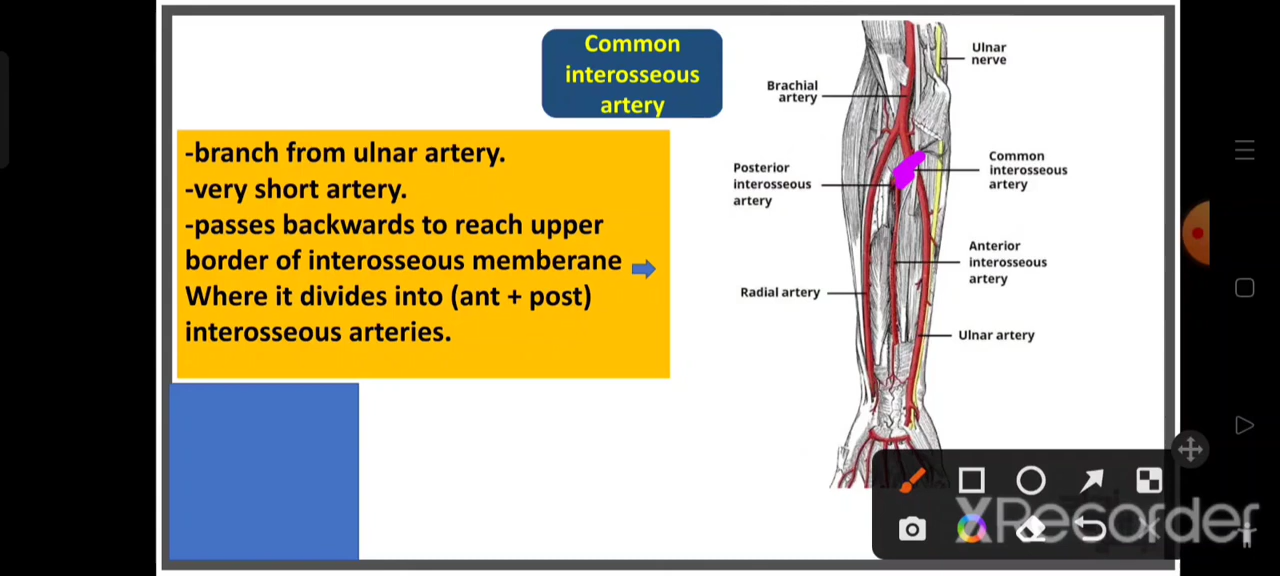 Common
interosseous
artery
-branch from ulnar artery.
-very short artery.
-passes backwards to reach upper
border of interosseous memberane
Where it divides into (ant + post)
interosseous arteries.
Ulnar
nerve
Brachial
artery
Posterior
interosseous
artery
Common
interosseous
artery
Anterior
interosseous
artery
Radial artery
Ulnar artery
XRecorder